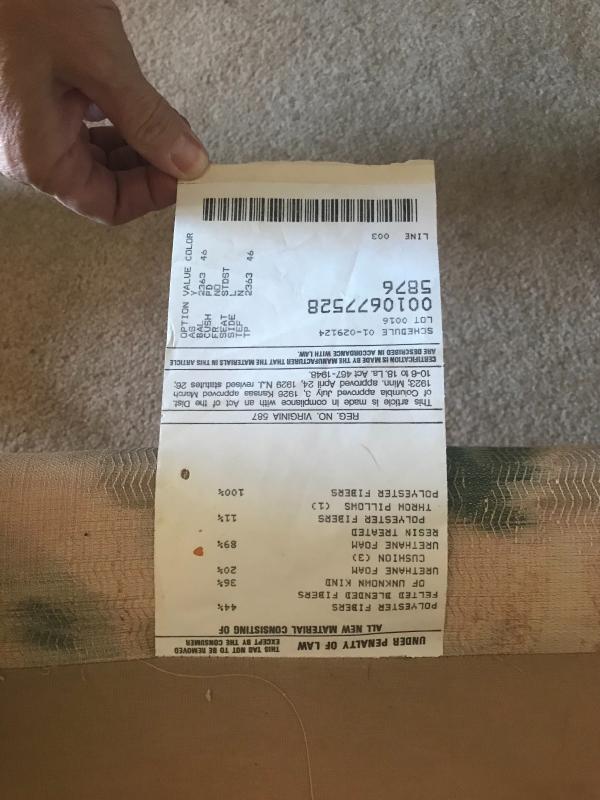 UNDER PENALTY OF LAW
THIS TAG NOT TO BE REMOVED
EXCEPT BY THE CONSUMER
ALL NEW MATERIAL CONSISTING OF
POLYESTER FIBERS 44%
FELTED BLENDED FIBERS
OF UNKNOWN KIND 36%
URETHANE FOAM 20%
CUSHION (3)
URETHANE FOAM 89%
RESIN TREATED
POLYESTER FIBERS 11%
THROW PILLOWS (1)
POLYESTER FIBERS 100%
REG. NO. VIRGINIA 587
This article is made in compliance with an Act of the Dist.
of Columbia approved July 3, 1926 Kansas approved March
1923; Minn. approved April 24, 1929 N.J. revised statutes 26:
10-6 to 18. La. Act 467-1948.
CERTIFICATION IS MADE BY THE MANUFACTURER THAT THE MATERIALS IN THIS ARTICLE
ARE DESCRIBED IN ACCORDANCE WITH LAW.
SCHEDULE 01-029124
LOT 0016
0010677528
5876
LINE 003
OPTION VALUE COLOR
AS Y
BAL 2363 46
CUSH PD
FR NO
SEAT STDST
SIDE L
TEF N
TP 2363 46